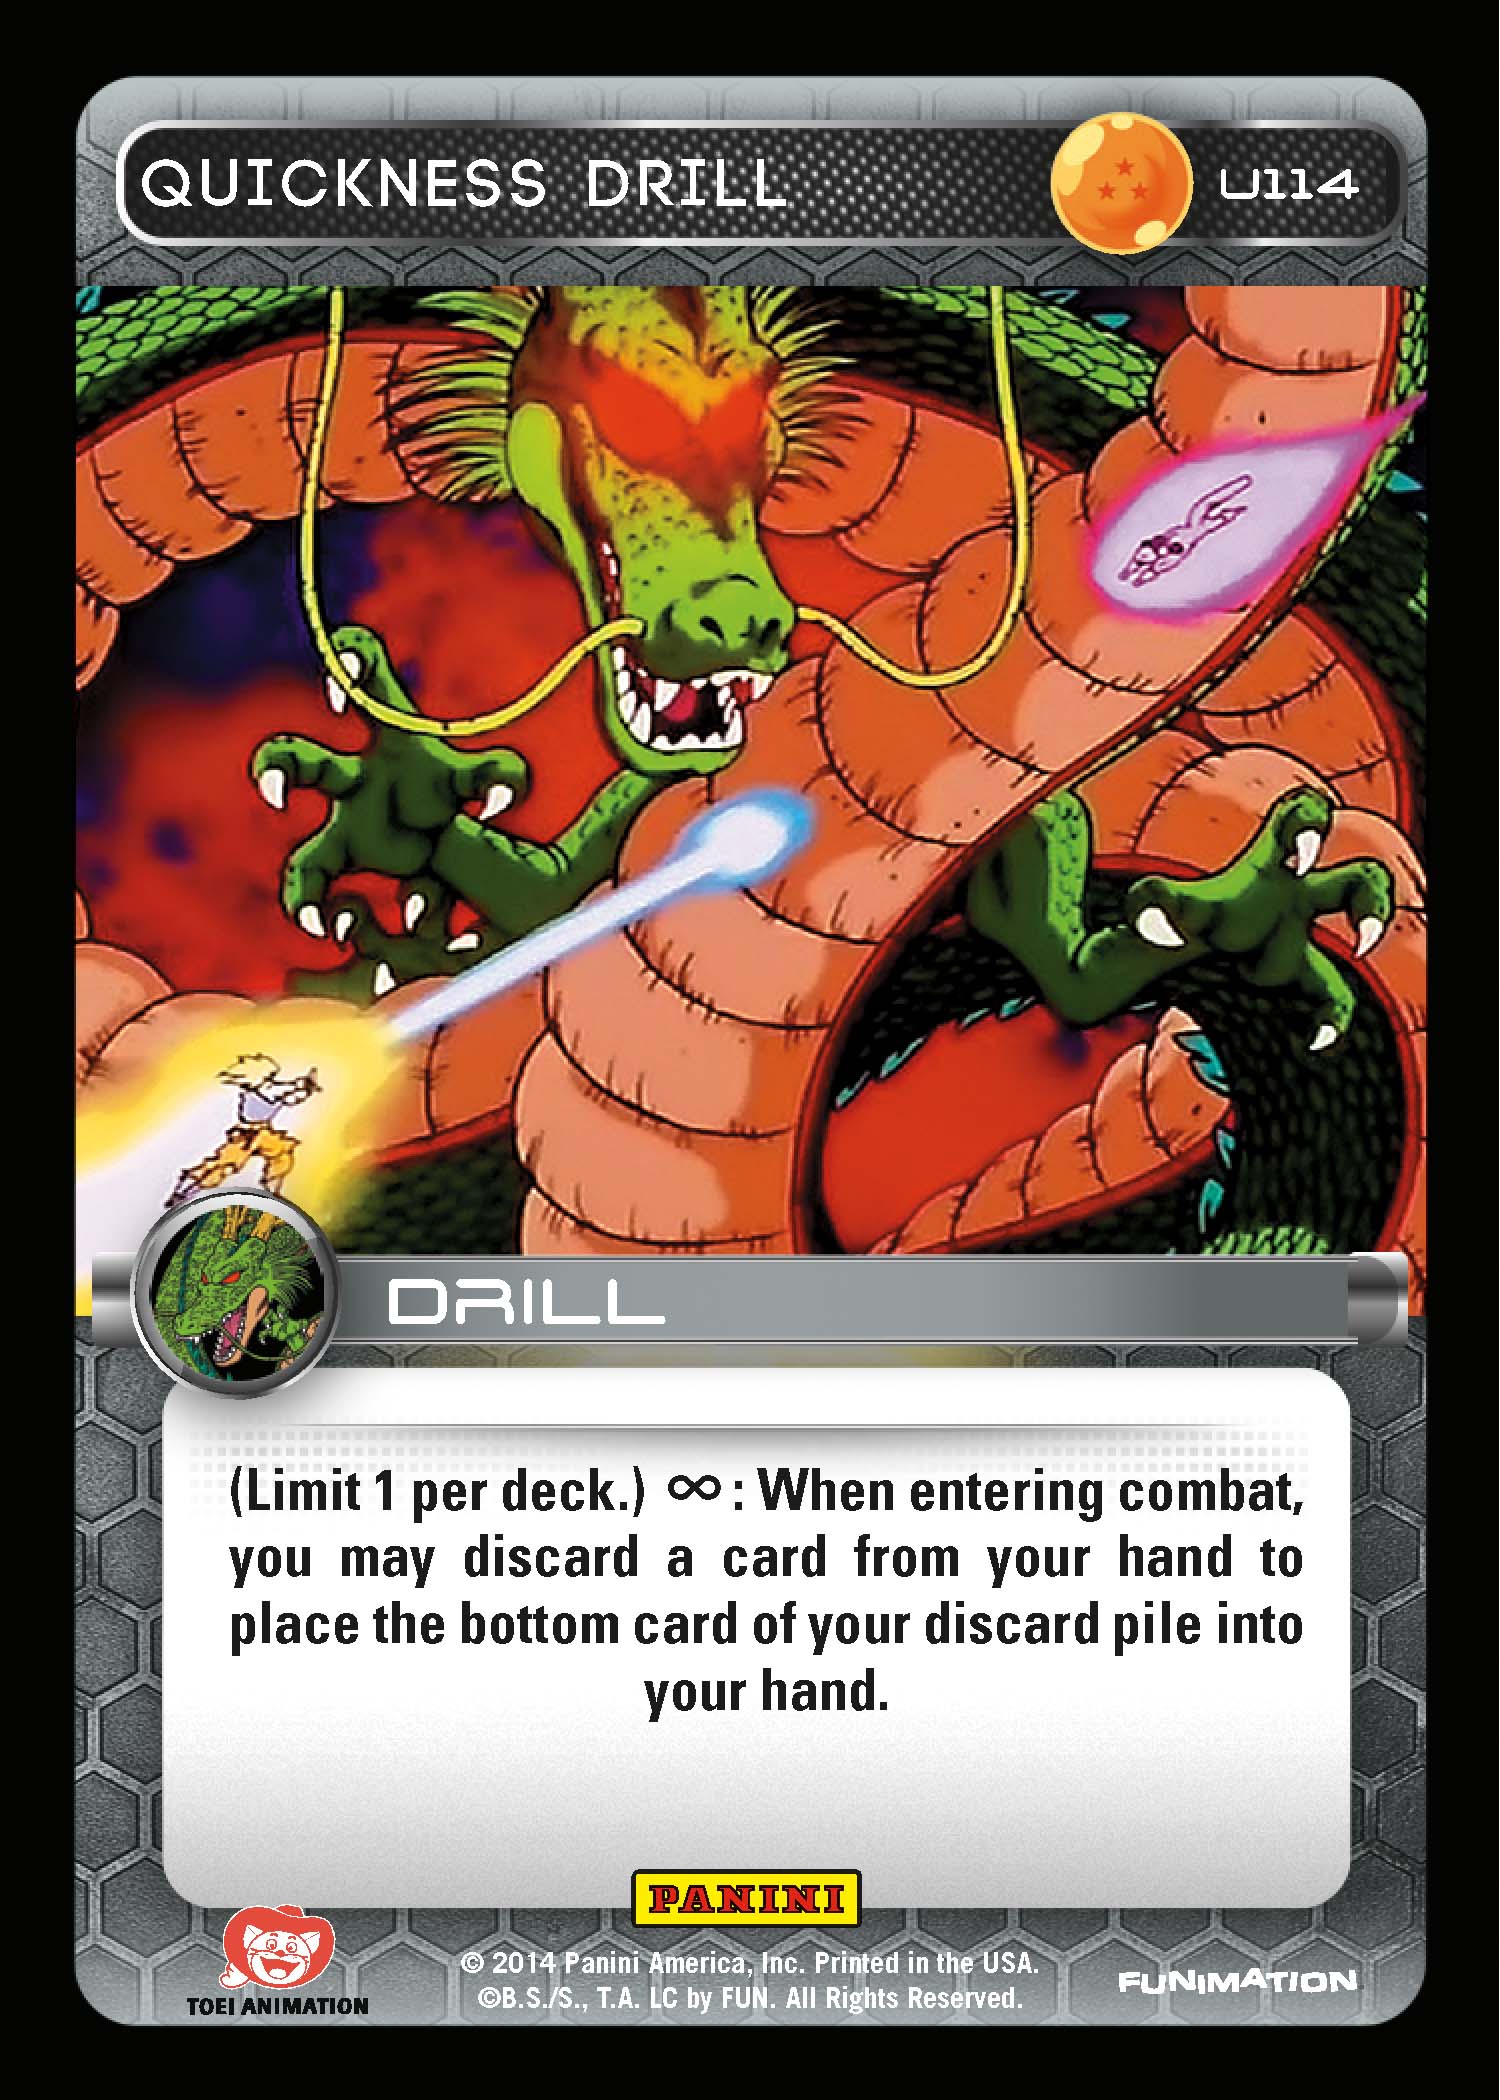 QUICKNESS DRILL
U114
DRILL
(Limit 1 per deck.) ∞: When entering combat,
you may discard a card from your hand to
place the bottom card of your discard pile into
your hand.
PANINI
© 2014 Panini America, Inc. Printed in the USA.
©B.S./S., T.A. LC by FUN. All Rights Reserved.
TOEI ANIMATION
FUNIMATION